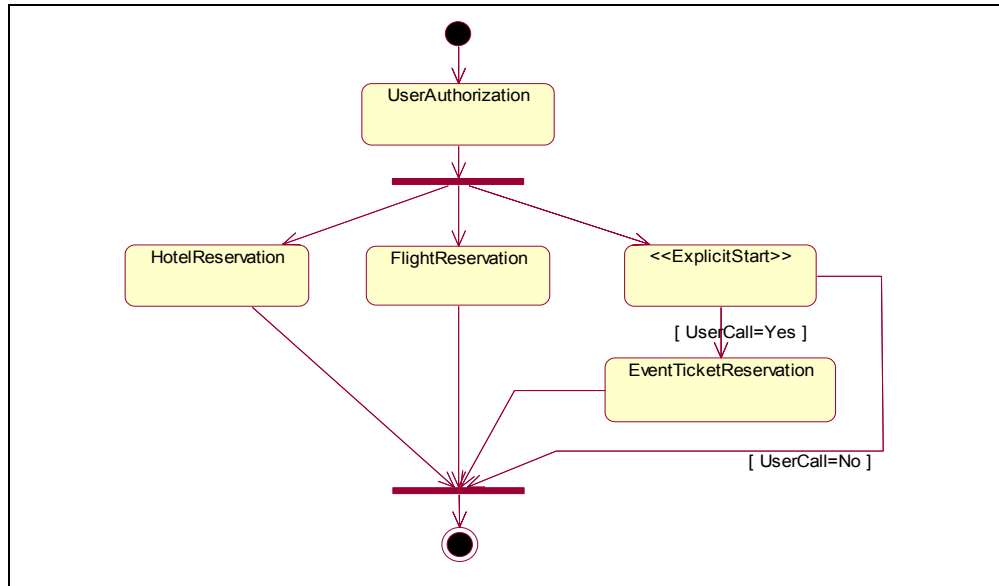 UserAuthorization
HotelReservation
FlightReservation
<<ExplicitStart>>
[ UserCall=Yes ]
EventTicketReservation
[ UserCall=No ]